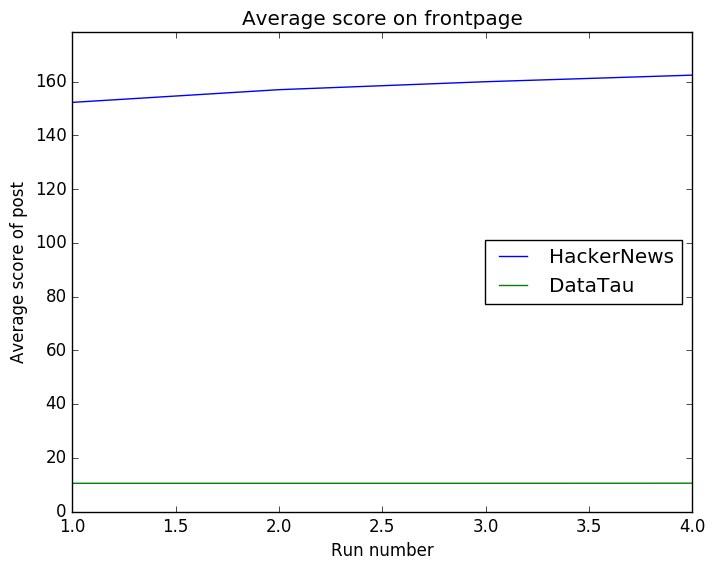 Average score on frontpage
Average score of post
160
140
120
100
80
60
40
20
0
HackerNews
DataTau
1.0 1.5 2.0 2.5 3.0 3.5 4.0
Run number